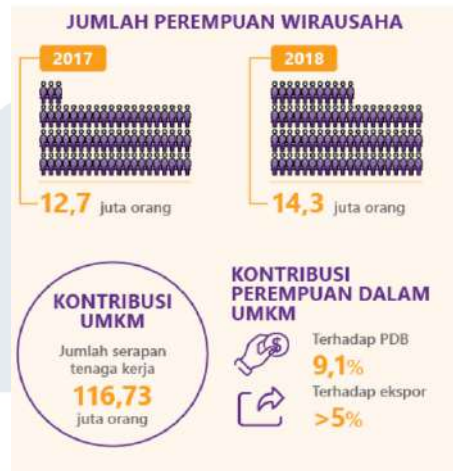 JUMLAH PEREMPUAN WIRAUSAHA
2017
2018
12,7 juta orang
14,3 juta orang
KONTRIBUSI
UMKM
Jumlah serapan
tenaga kerja
116,73
juta orang
KONTRIBUSI
PEREMPUAN DALAM
UMKM
Terhadap PDB
9,1%
Terhadap ekspor
>5%